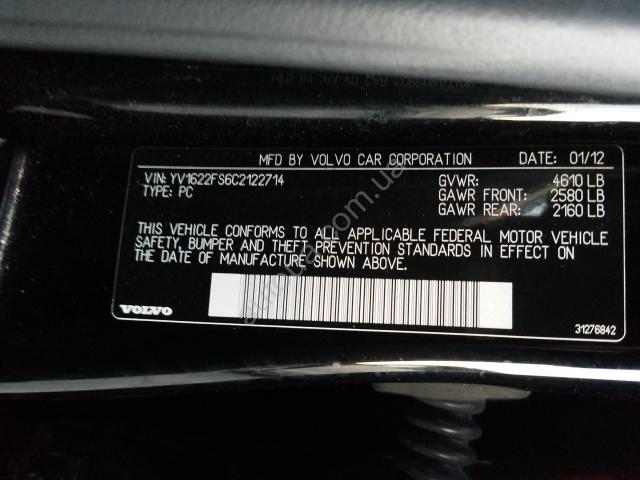 MFD BY VOLVO CAR CORPORATION DATE: 01/12
VIN: YV1622FS6C2122714
TYPE: PC
GVWR: 4610 LB
GAWR FRONT: 2580 LB
GAWR REAR: 2160 LB
THIS VEHICLE CONFORMS TO ALL APPLICABLE FEDERAL MOTOR VEHICLE
SAFETY, BUMPER AND THEFT PREVENTION STANDARDS IN EFFECT ON
THE DATE OF MANUFACTURE SHOWN ABOVE.
VOLVO
31276842